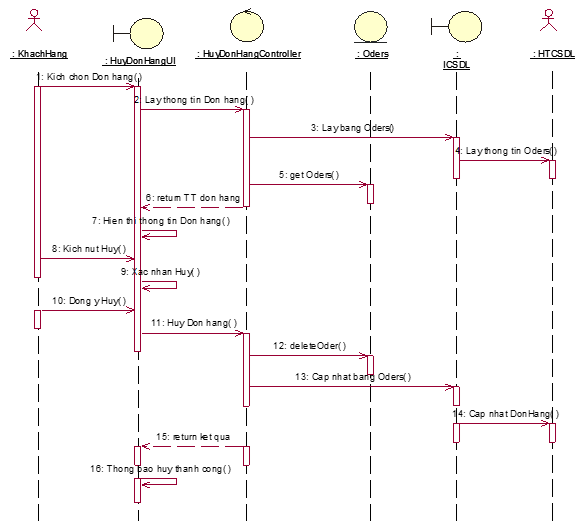 : KhachHang
: HuyDonHangUI
: HuyDonHangController
: Oders
:
ICSDL
: HTCSDL
1: Kich chon Don hang( )
2: Lay thong tin Don hang( )
3: Lay bang Oders()
4: Lay thong tin Oders( )
5: get Oders( )
6: return TT don hang
7: Hien thi thong tin Don hang( )
8: Kich nut Huy( )
9: Xac nhan Huy( )
10: Dong y Huy( )
11: Huy Don hang( )
12: deleteOder( )
13: Cap nhat bang Oders( )
14: Cap nhat DonHang( )
15: return ket qua
16: Thong bao huy thanh cong( )